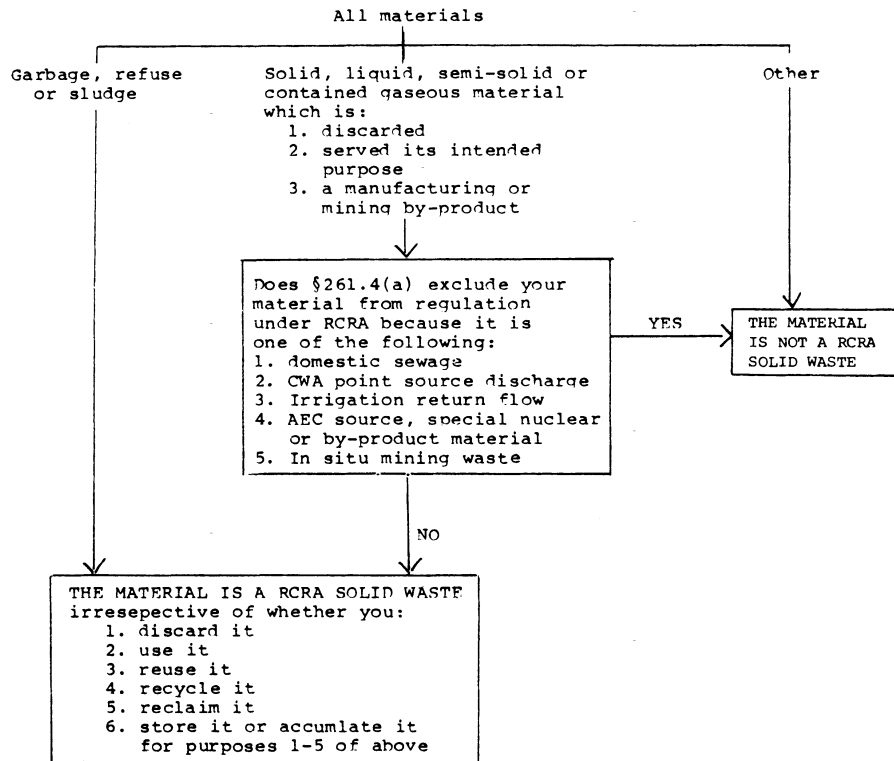 All materials
Garbage, refuse
or sludge
Solid, liquid, semi-solid or
contained gaseous material
which is:
1. discarded
2. served its intended
purpose
3. a manufacturing or
mining by-product
Other
Does §261.4(a) exclude your
material from regulation
under RCRA because it is
one of the following:
1. domestic sewage
2. CWA point source discharge
3. Irrigation return flow
4. AEC source, special nuclear
or by-product material
5. In situ mining waste
YES
THE MATERIAL
IS NOT A RCRA
SOLID WASTE
NO
THE MATERIAL IS A RCRA SOLID WASTE
irresepective of whether you:
1. discard it
2. use it
3. reuse it
4. recycle it
5. reclaim it
6. store it or accumlate it
for purposes 1-5 of above